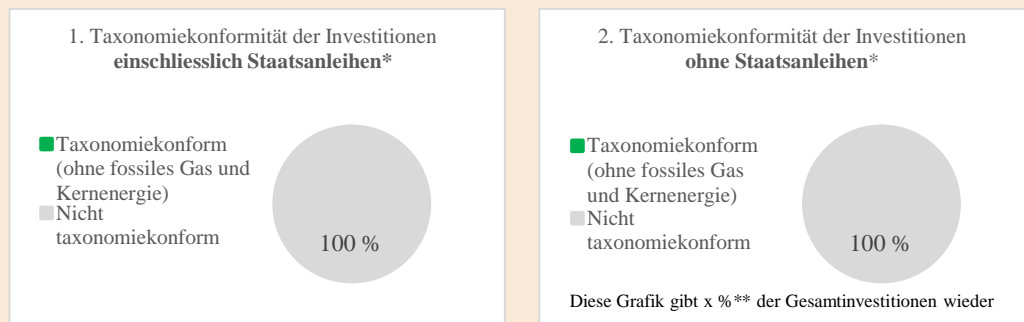 1. Taxonomiekonformität der Investitionen
einschliesslich Staatsanleihen*
Taxonomiekonform
(ohne fossiles Gas und
Kernenergie)
Nicht
taxonomiekonform
100 %
2. Taxonomiekonformität der Investitionen
ohne Staatsanleihen*
Taxonomiekonform
(ohne fossiles Gas
und Kernenergie)
Nicht
taxonomiekonform
100 %
Diese Grafik gibt x %** der Gesamtinvestitionen wieder